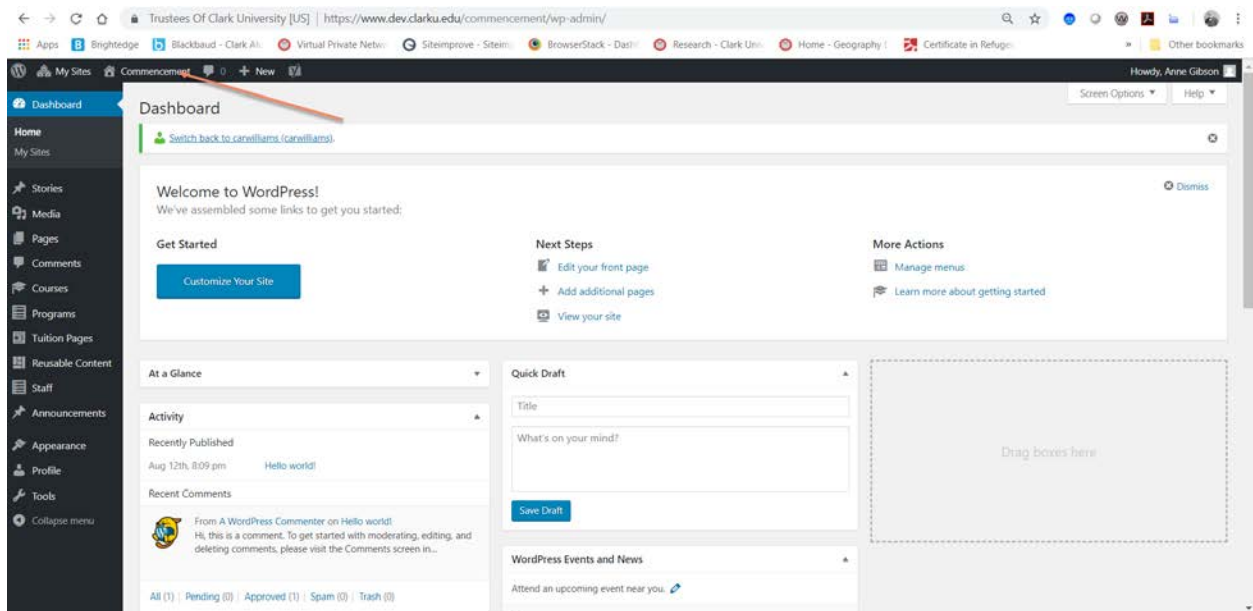 Trustees Of Clark University [US] | https://www.dev.clarku.edu/commencement/wp-admin/
Apps Brightedge Blackbaud - Clark Al Virtual Private Netw Siteimprove - Siteim BrowserStack - Dash Research - Clark Uni Home - Geography Certificate in Refuge » Other bookmarks
My Sites Commencement 0 + New Howdy, Anne Gibson
Dashboard
Home
My Sites
Stories
Media
Pages
Comments
Courses
Programs
Tuition Pages
Reusable Content
Staff
Announcements
Appearance
Profile
Tools
Collapse menu
Screen Options Help
Dashboard
Switch back to carwilliams (carwilliams).
Welcome to WordPress!
Dismiss
We've assembled some links to get you started:
Get Started
Customize Your Site
Next Steps
Edit your front page
Add additional pages
View your site
More Actions
Manage menus
Learn more about getting started
At a Glance
Activity
Recently Published
Aug 12th, 8:09 pm Hello world!
Recent Comments
From A WordPress Commenter on Hello world!
Hi, this is a comment. To get started with moderating, editing, and
deleting comments, please visit the Comments screen in...
All (1) | Pending (0) | Approved (1) | Spam (0) | Trash (0)
Quick Draft
Title
What's on your mind?
Save Draft
WordPress Events and News
Attend an upcoming event near you.
Drag boxes here